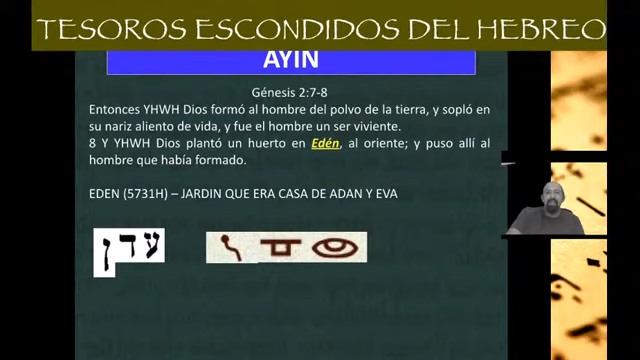 TESOROS ESCONDIDOS DEL HEBREO
AYIN
Génesis 2:7-8
Entonces YHWH Dios formó al hombre del polvo de la tierra, y sopló en
su nariz aliento de vida, y fue el hombre un ser viviente.
8 Y YHWH Dios plantó un huerto en Edén, al oriente; y puso allí al
hombre que había formado.
EDEN (5731H) – JARDIN QUE ERA CASA DE ADAN Y EVA
עדן